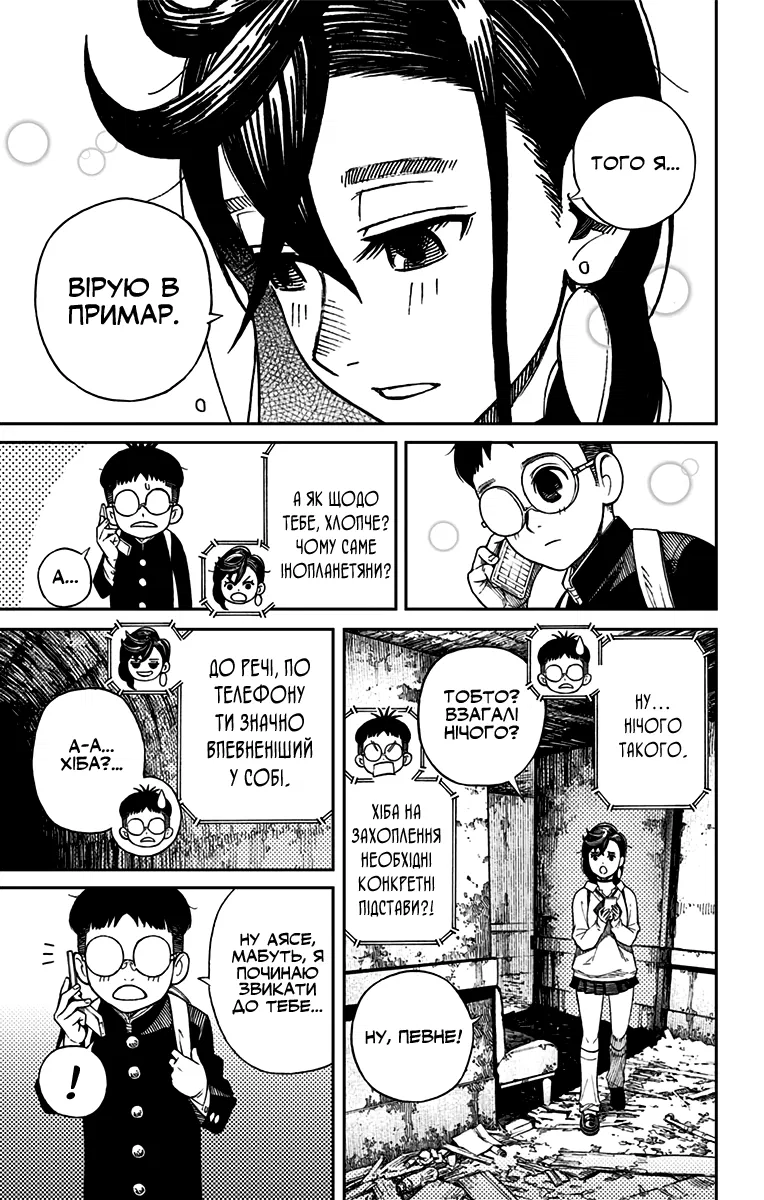 ТОГО Я...
ВІРУЮ В
ПРИМАР.
А ЯК ЩОДО
ТЕБЕ, ХЛОПЧЕ?
ЧОМУ САМЕ
ІНОПЛАНЕТЯНИ?
А...
НУ...
НІЧОГО
ТАКОГО.
ТОБТО?
ВЗАГАЛІ
НІЧОГО?
ХІБА НА
ЗАХОПЛЕННЯ
НЕОБХІДНІ
КОНКРЕТНІ
ПІДСТАВИ?!
НУ, ПЕВНЕ!
ДО РЕЧІ, ПО
ТЕЛЕФОНУ
ТИ ЗНАЧНО
ВПЕВНЕНІШИЙ
У СОБІ.
А-А...
ХІБА?...
НУ АЯСЕ,
МАБУТЬ, Я
ПОЧИНАЮ
ЗВИКАТИ
ДО ТЕБЕ...
!